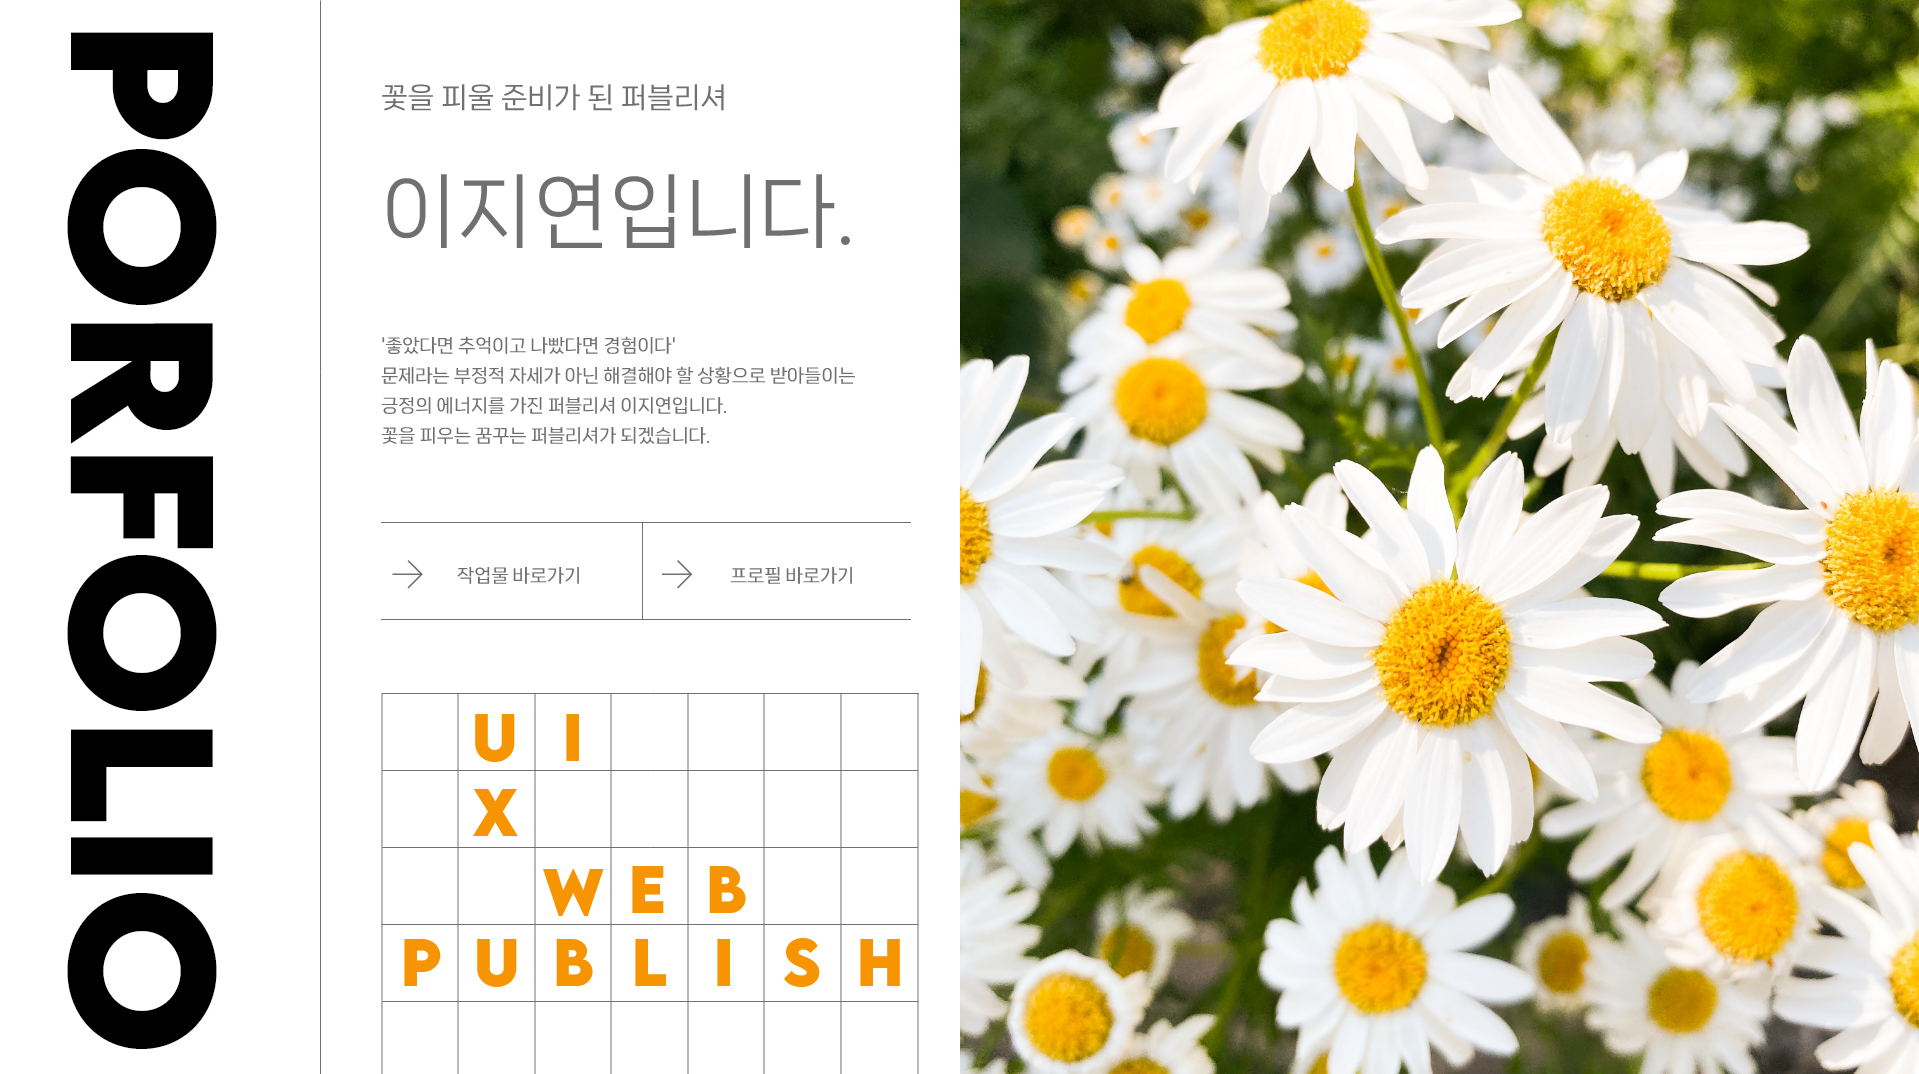 PORFOLIO
꽃을 피울 준비가 된 퍼블리셔
이지연입니다.
'좋았다면 추억이고 나빴다면 경험이다'
문제라는 부정적 자세가 아닌 해결해야 할 상황으로 받아들이는
긍정의 에너지를 가진 퍼블리셔 이지연입니다.
꽃을 피우는 꿈꾸는 퍼블리셔가 되겠습니다.
작업물 바로가기
프로필 바로가기
UI
X
WEB
PUBLISH